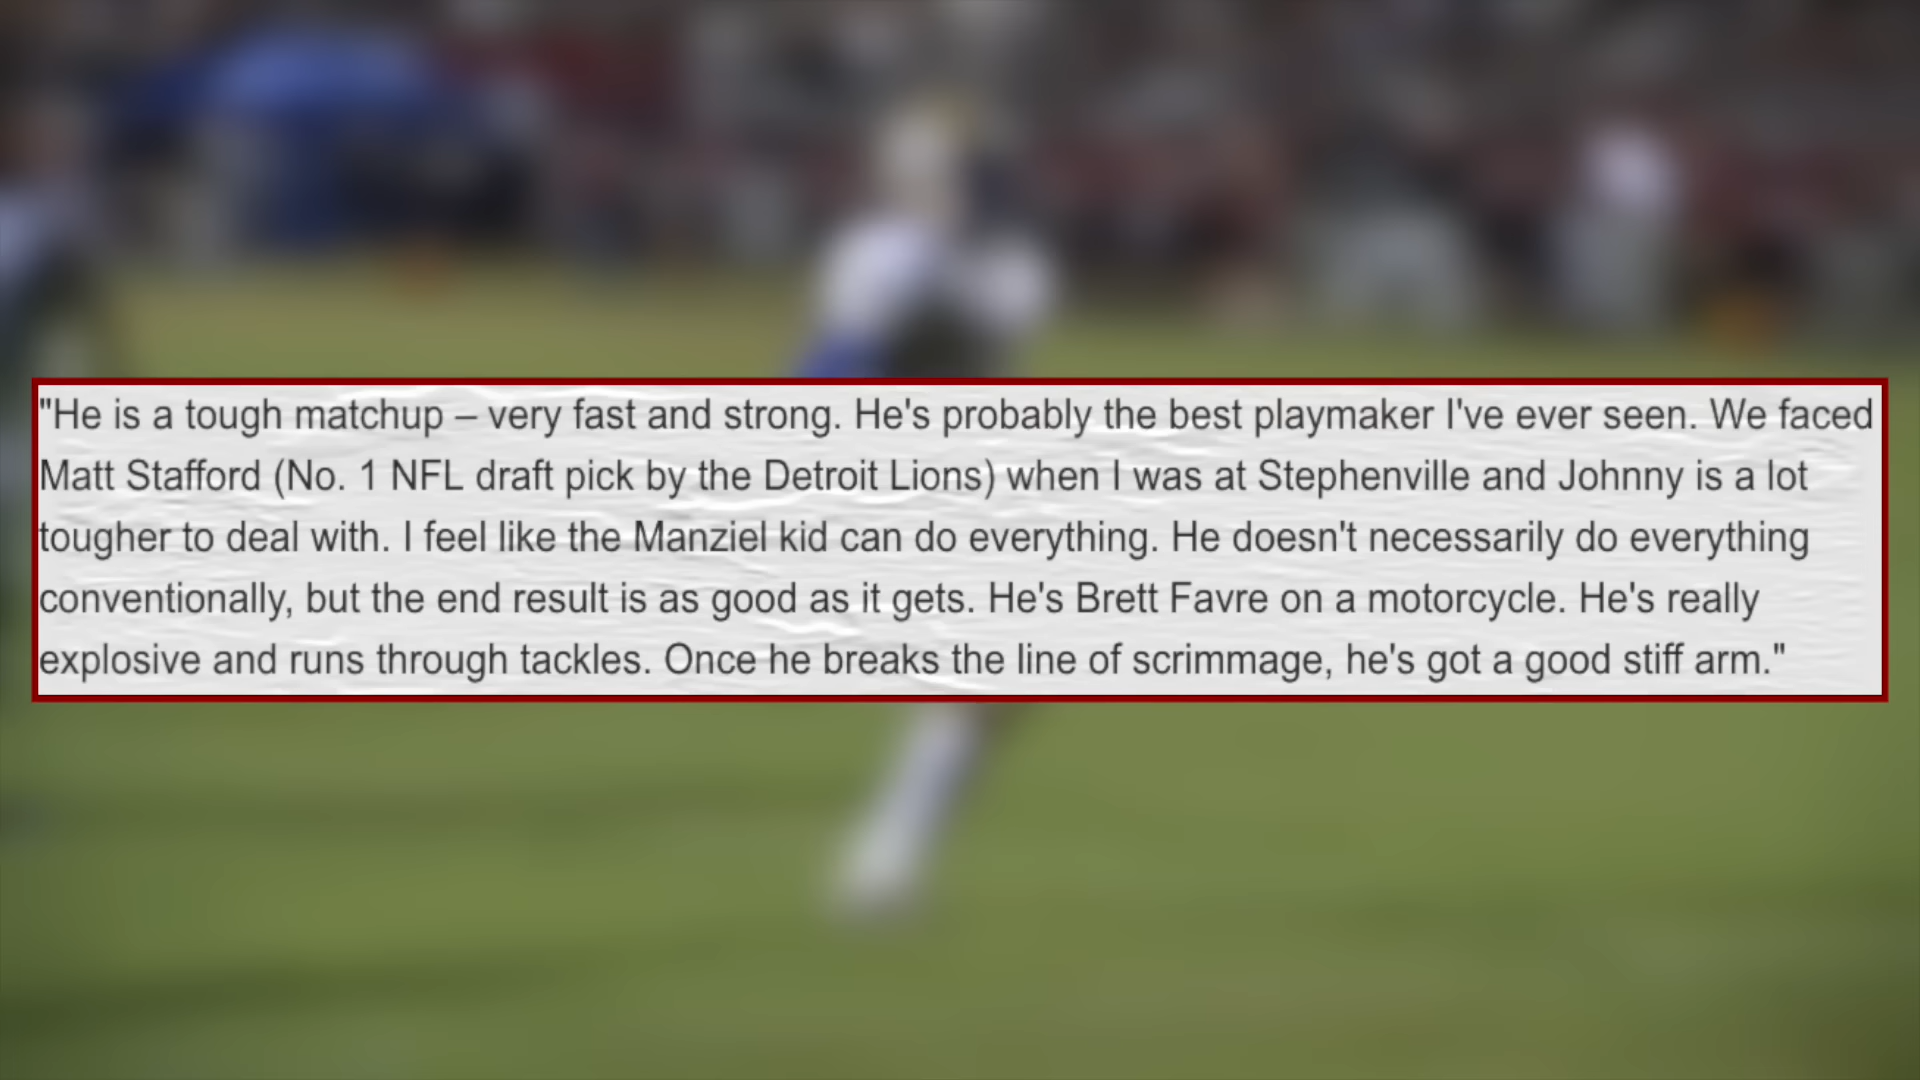 "He is a tough matchup – very fast and strong. He's probably the best playmaker I've ever seen. We faced
Matt Stafford (No. 1 NFL draft pick by the Detroit Lions) when I was at Stephenville and Johnny is a lot
tougher to deal with. I feel like the Manziel kid can do everything. He doesn't necessarily do everything
conventionally, but the end result is as good as it gets. He's Brett Favre on a motorcycle. He's really
explosive and runs through tackles. Once he breaks the line of scrimmage, he's got a good stiff arm."